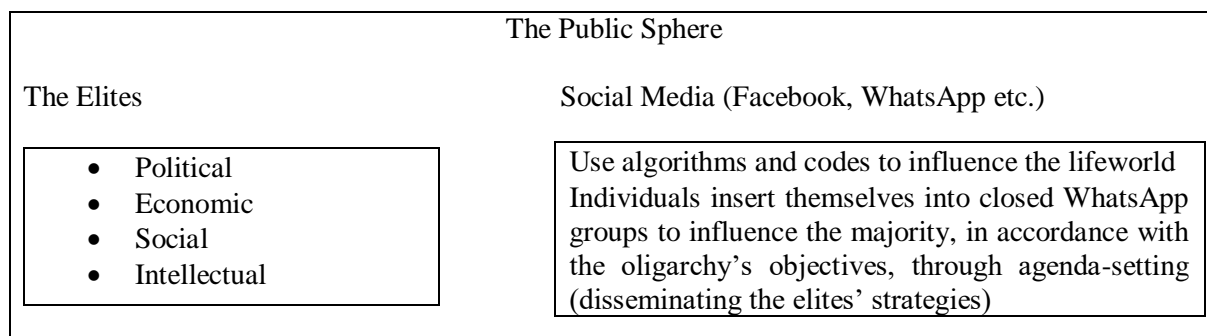 The Public Sphere
The Elites
Social Media (Facebook, WhatsApp etc.)
• Political
• Economic
• Social
• Intellectual
Use algorithms and codes to influence the lifeworld
Individuals insert themselves into closed WhatsApp
groups to influence the majority, in accordance with
the oligarchy’s objectives, through agenda-setting
(disseminating the elites’ strategies)